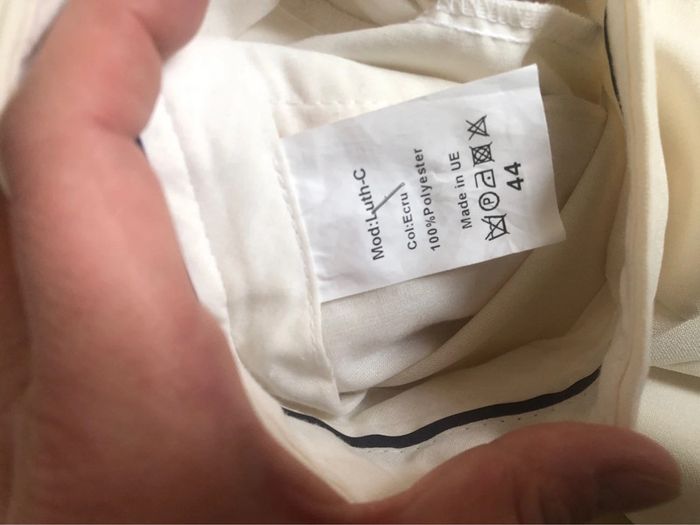 Mod:Luth-C
Col:Ecru
100%Polyester
Made in UE
P
44